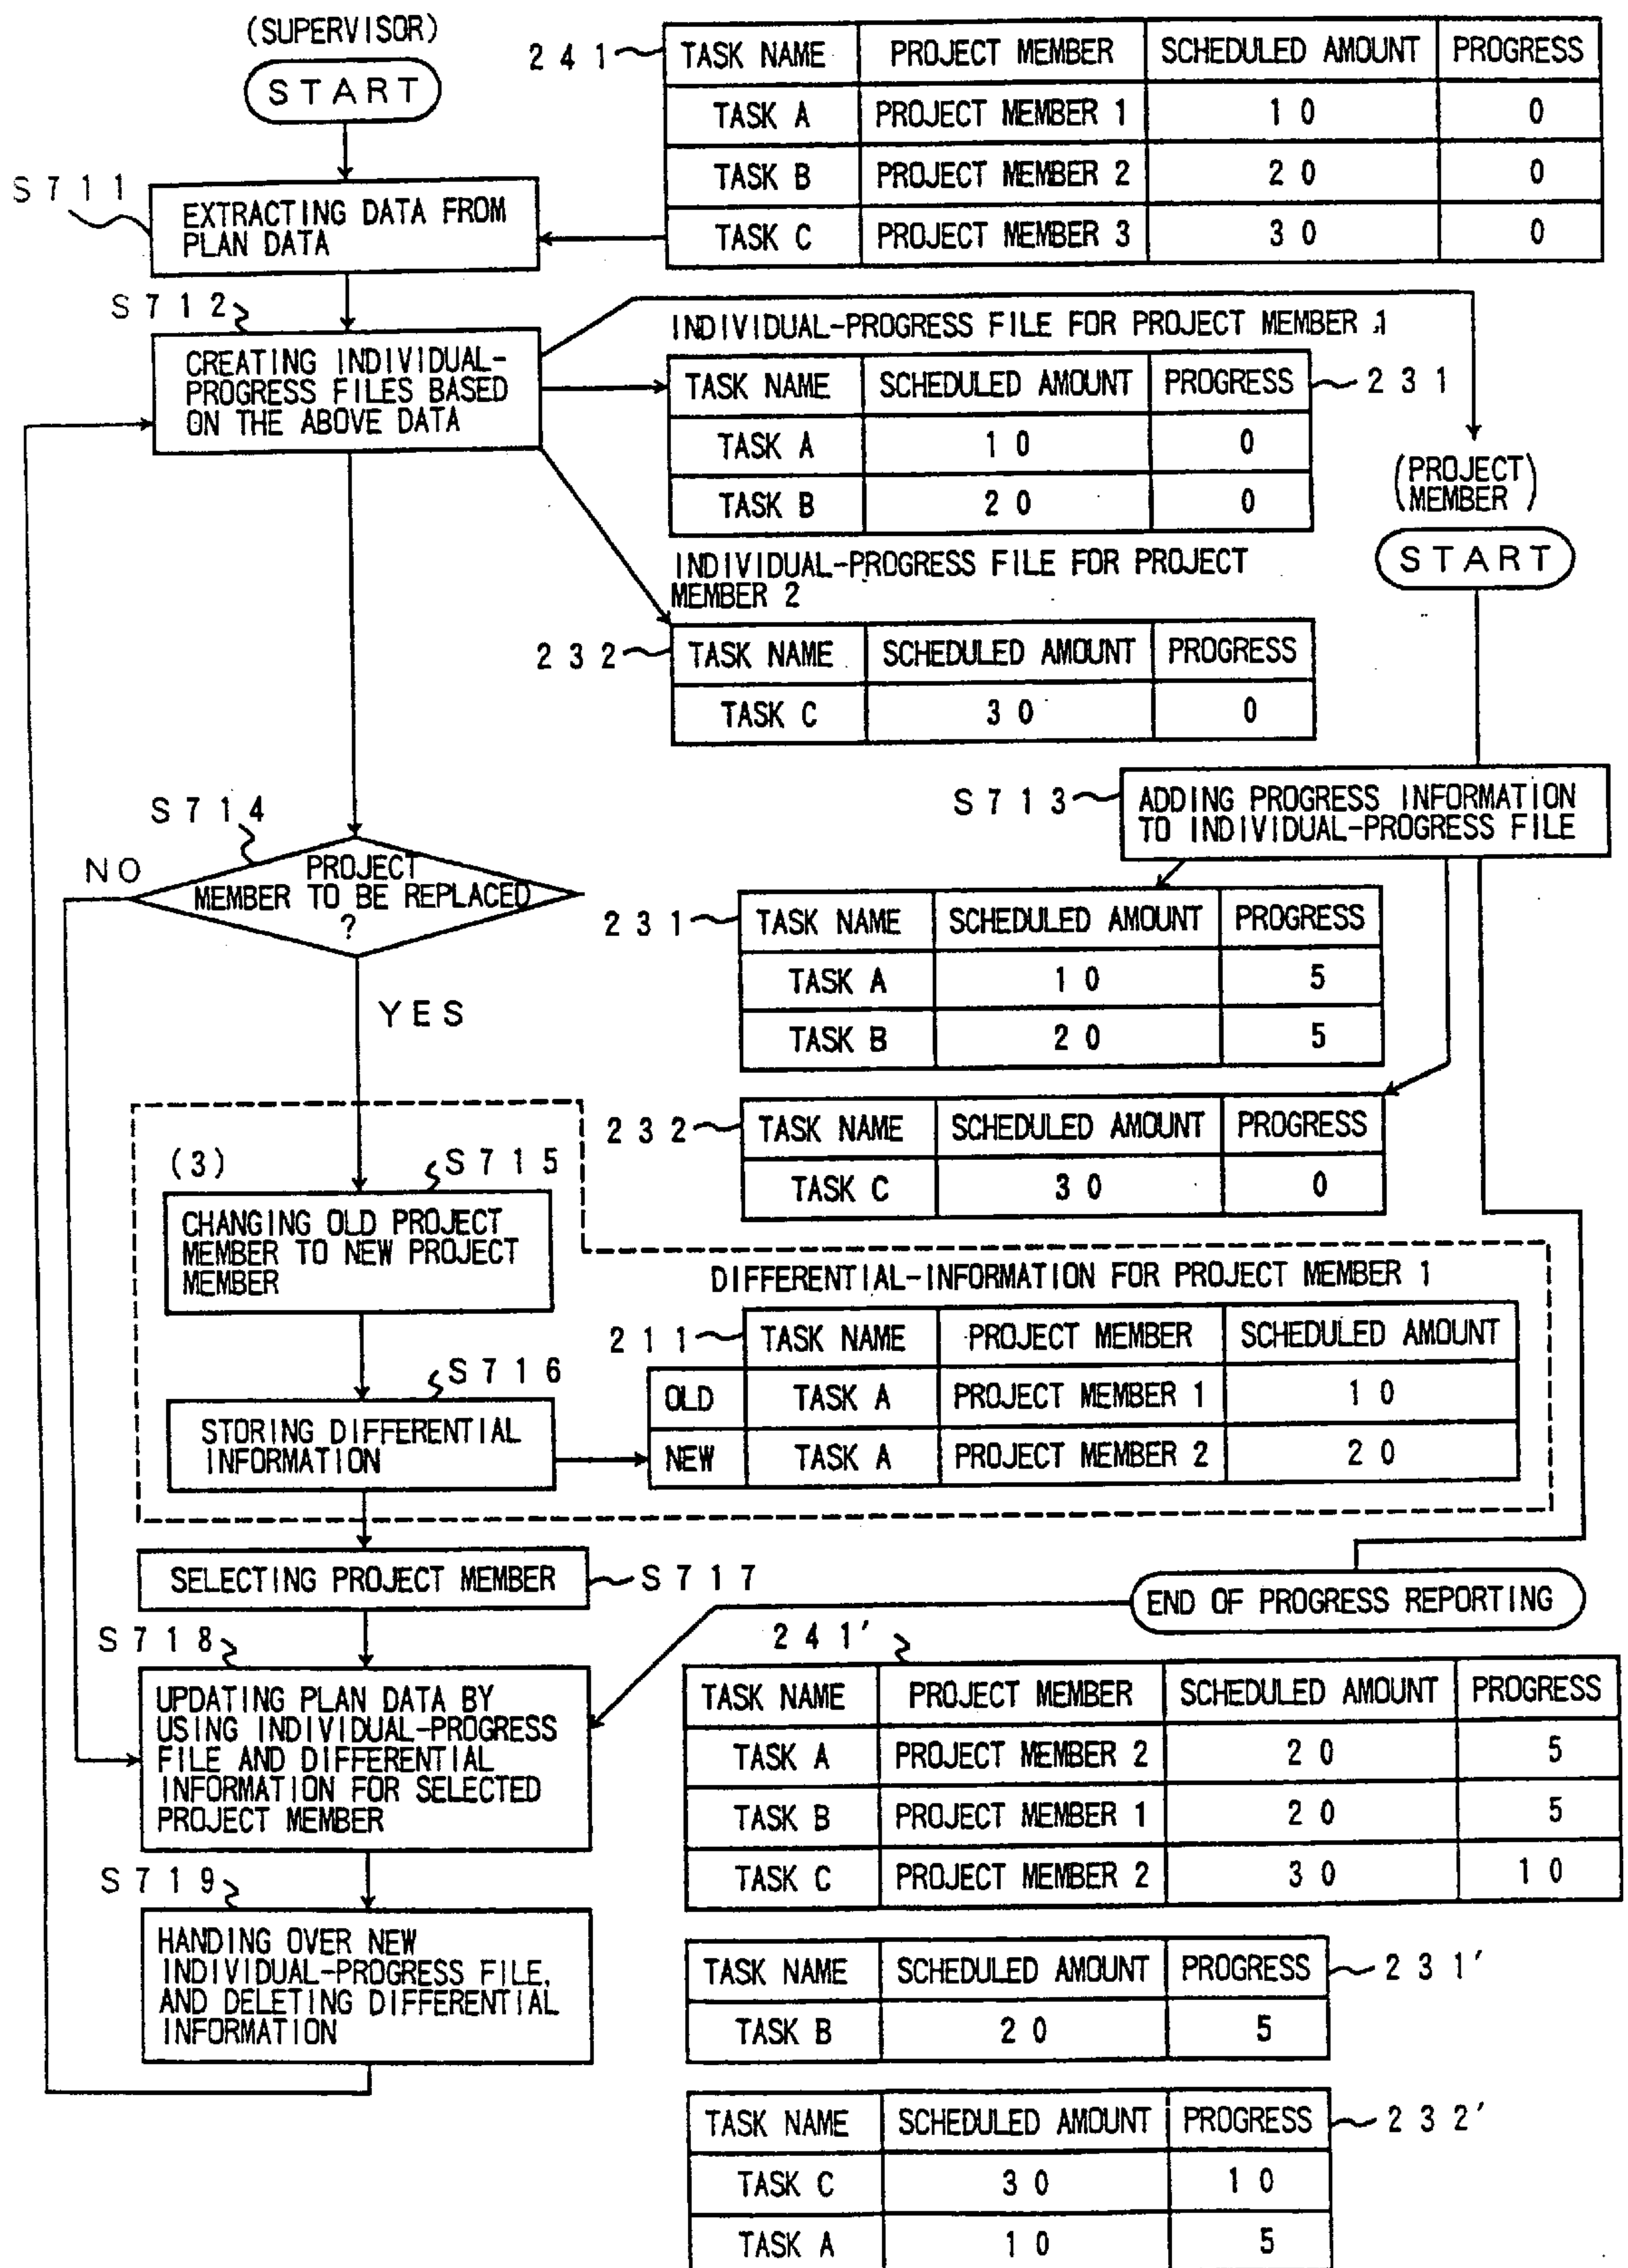 (SUPERVISOR)
START
241
TASK NAME PROJECT MEMBER SCHEDULED AMOUNT PROGRESS
TASK A PROJECT MEMBER 1 10 0
TASK B PROJECT MEMBER 2 20 0
TASK C PROJECT MEMBER 3 30 0
S711
EXTRACTING DATA FROM
PLAN DATA
S712
CREATING INDIVIDUAL-
PROGRESS FILES BASED
ON THE ABOVE DATA
INDIVIDUAL-PROGRESS FILE FOR PROJECT MEMBER 1
TASK NAME SCHEDULED AMOUNT PROGRESS
231
TASK A 10 0
TASK B 20 0
(PROJECT
MEMBER)
START
INDIVIDUAL-PROGRESS FILE FOR PROJECT
MEMBER 2
232
TASK NAME SCHEDULED AMOUNT PROGRESS
TASK C 30 0
S713
ADDING PROGRESS INFORMATION
TO INDIVIDUAL-PROGRESS FILE
S714
NO
PROJECT
MEMBER TO BE REPLACED
?
YES
231
TASK NAME SCHEDULED AMOUNT PROGRESS
TASK A 10 5
TASK B 20 5
232
TASK NAME SCHEDULED AMOUNT PROGRESS
TASK C 30 0
(3)
S715
CHANGING OLD PROJECT
MEMBER TO NEW PROJECT
MEMBER
DIFFERENTIAL-INFORMATION FOR PROJECT MEMBER 1
211
TASK NAME PROJECT MEMBER SCHEDULED AMOUNT
OLD TASK A PROJECT MEMBER 1 10
NEW TASK A PROJECT MEMBER 2 20
S716
STORING DIFFERENTIAL
INFORMATION
SELECTING PROJECT MEMBER
S717
END OF PROGRESS REPORTING
S718
UPDATING PLAN DATA BY
USING INDIVIDUAL-PROGRESS
FILE AND DIFFERENTIAL
INFORMATION FOR SELECTED
PROJECT MEMBER
241'
TASK NAME PROJECT MEMBER SCHEDULED AMOUNT PROGRESS
TASK A PROJECT MEMBER 2 20 5
TASK B PROJECT MEMBER 1 20 5
TASK C PROJECT MEMBER 2 30 10
S719
HANDING OVER NEW
INDIVIDUAL-PROGRESS FILE,
AND DELETING DIFFERENTIAL
INFORMATION
TASK NAME SCHEDULED AMOUNT PROGRESS
231'
TASK B 20 5
TASK NAME SCHEDULED AMOUNT PROGRESS
232'
TASK C 30 10
TASK A 10 5